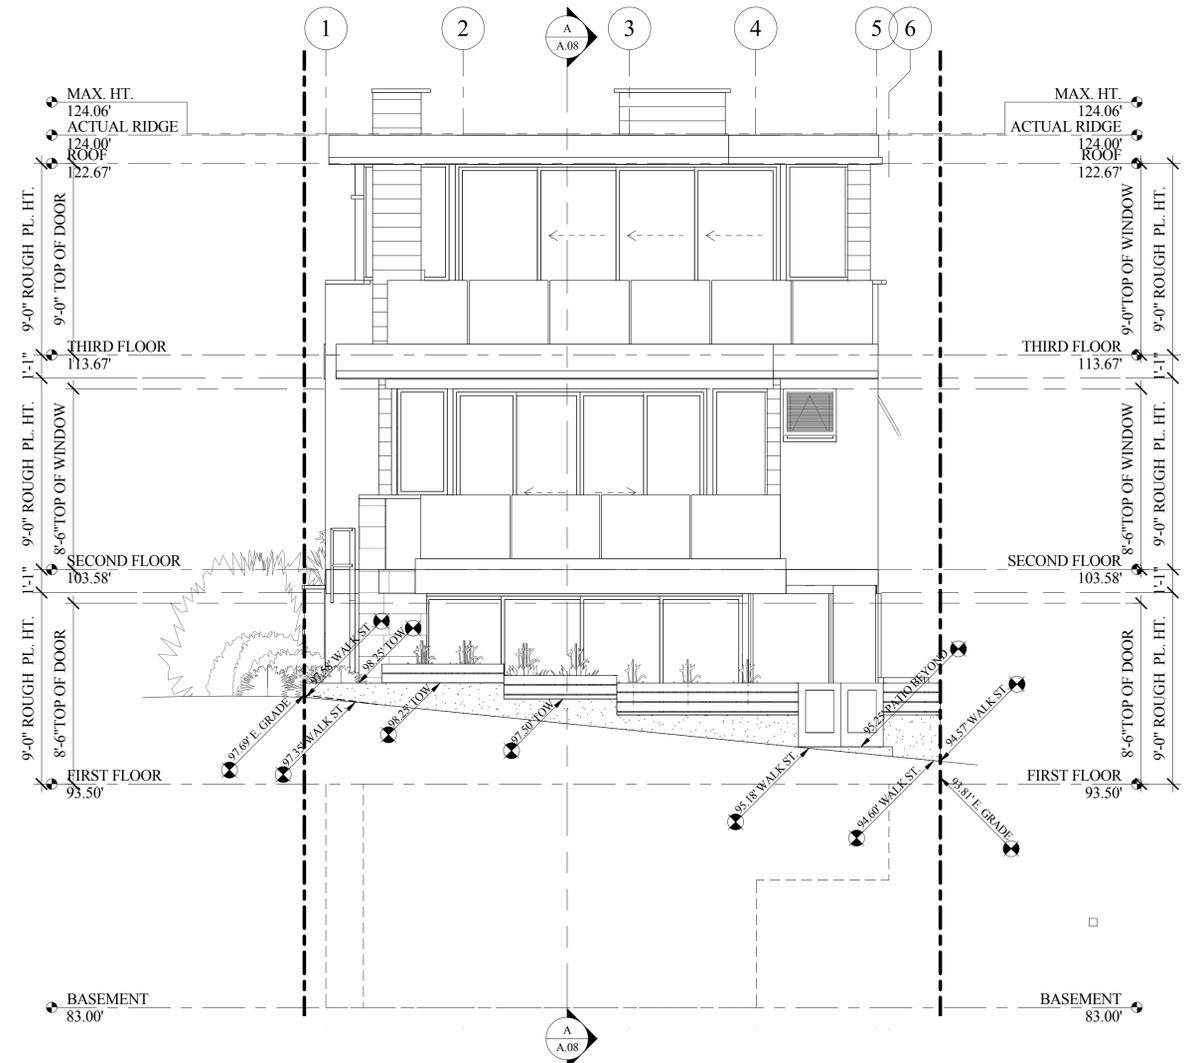 1
2
A
A.08
3
4
5
6
MAX. HT.
124.06'
ACTUAL RIDGE
124.00'
ROOF
122.67'
MAX. HT.
124.06'
ACTUAL RIDGE
124.00'
ROOF
122.67'
9'-0" ROUGH PL. HT.
9'-0" TOP OF DOOR
9'-0"TOP OF WINDOW
9'-0" ROUGH PL. HT.
THIRD FLOOR
113.67'
THIRD FLOOR
113.67'
1'-1"
1'-1"
9'-0" ROUGH PL. HT.
8'-6"TOP OF WINDOW
8'-6"TOP OF WINDOW
9'-0" ROUGH PL. HT.
SECOND FLOOR
103.58'
SECOND FLOOR
103.58'
1'-1"
1'-1"
9'-0" ROUGH PL. HT.
8'-6"TOP OF DOOR
8'-6"TOP OF DOOR
9'-0" ROUGH PL. HT.
97.58' WALK ST.
98.25' TOW
97.69' E. GRADE
97.35' WALK ST.
98.25' TOW
97.50' TOW
95.25' PATIO BEYOND
94.57' WALK ST
95.18' WALK ST.
94.60' WALK ST.
93.81' E. GRADE
FIRST FLOOR
93.50'
FIRST FLOOR
93.50'
BASEMENT
83.00'
BASEMENT
83.00'
A
A.08